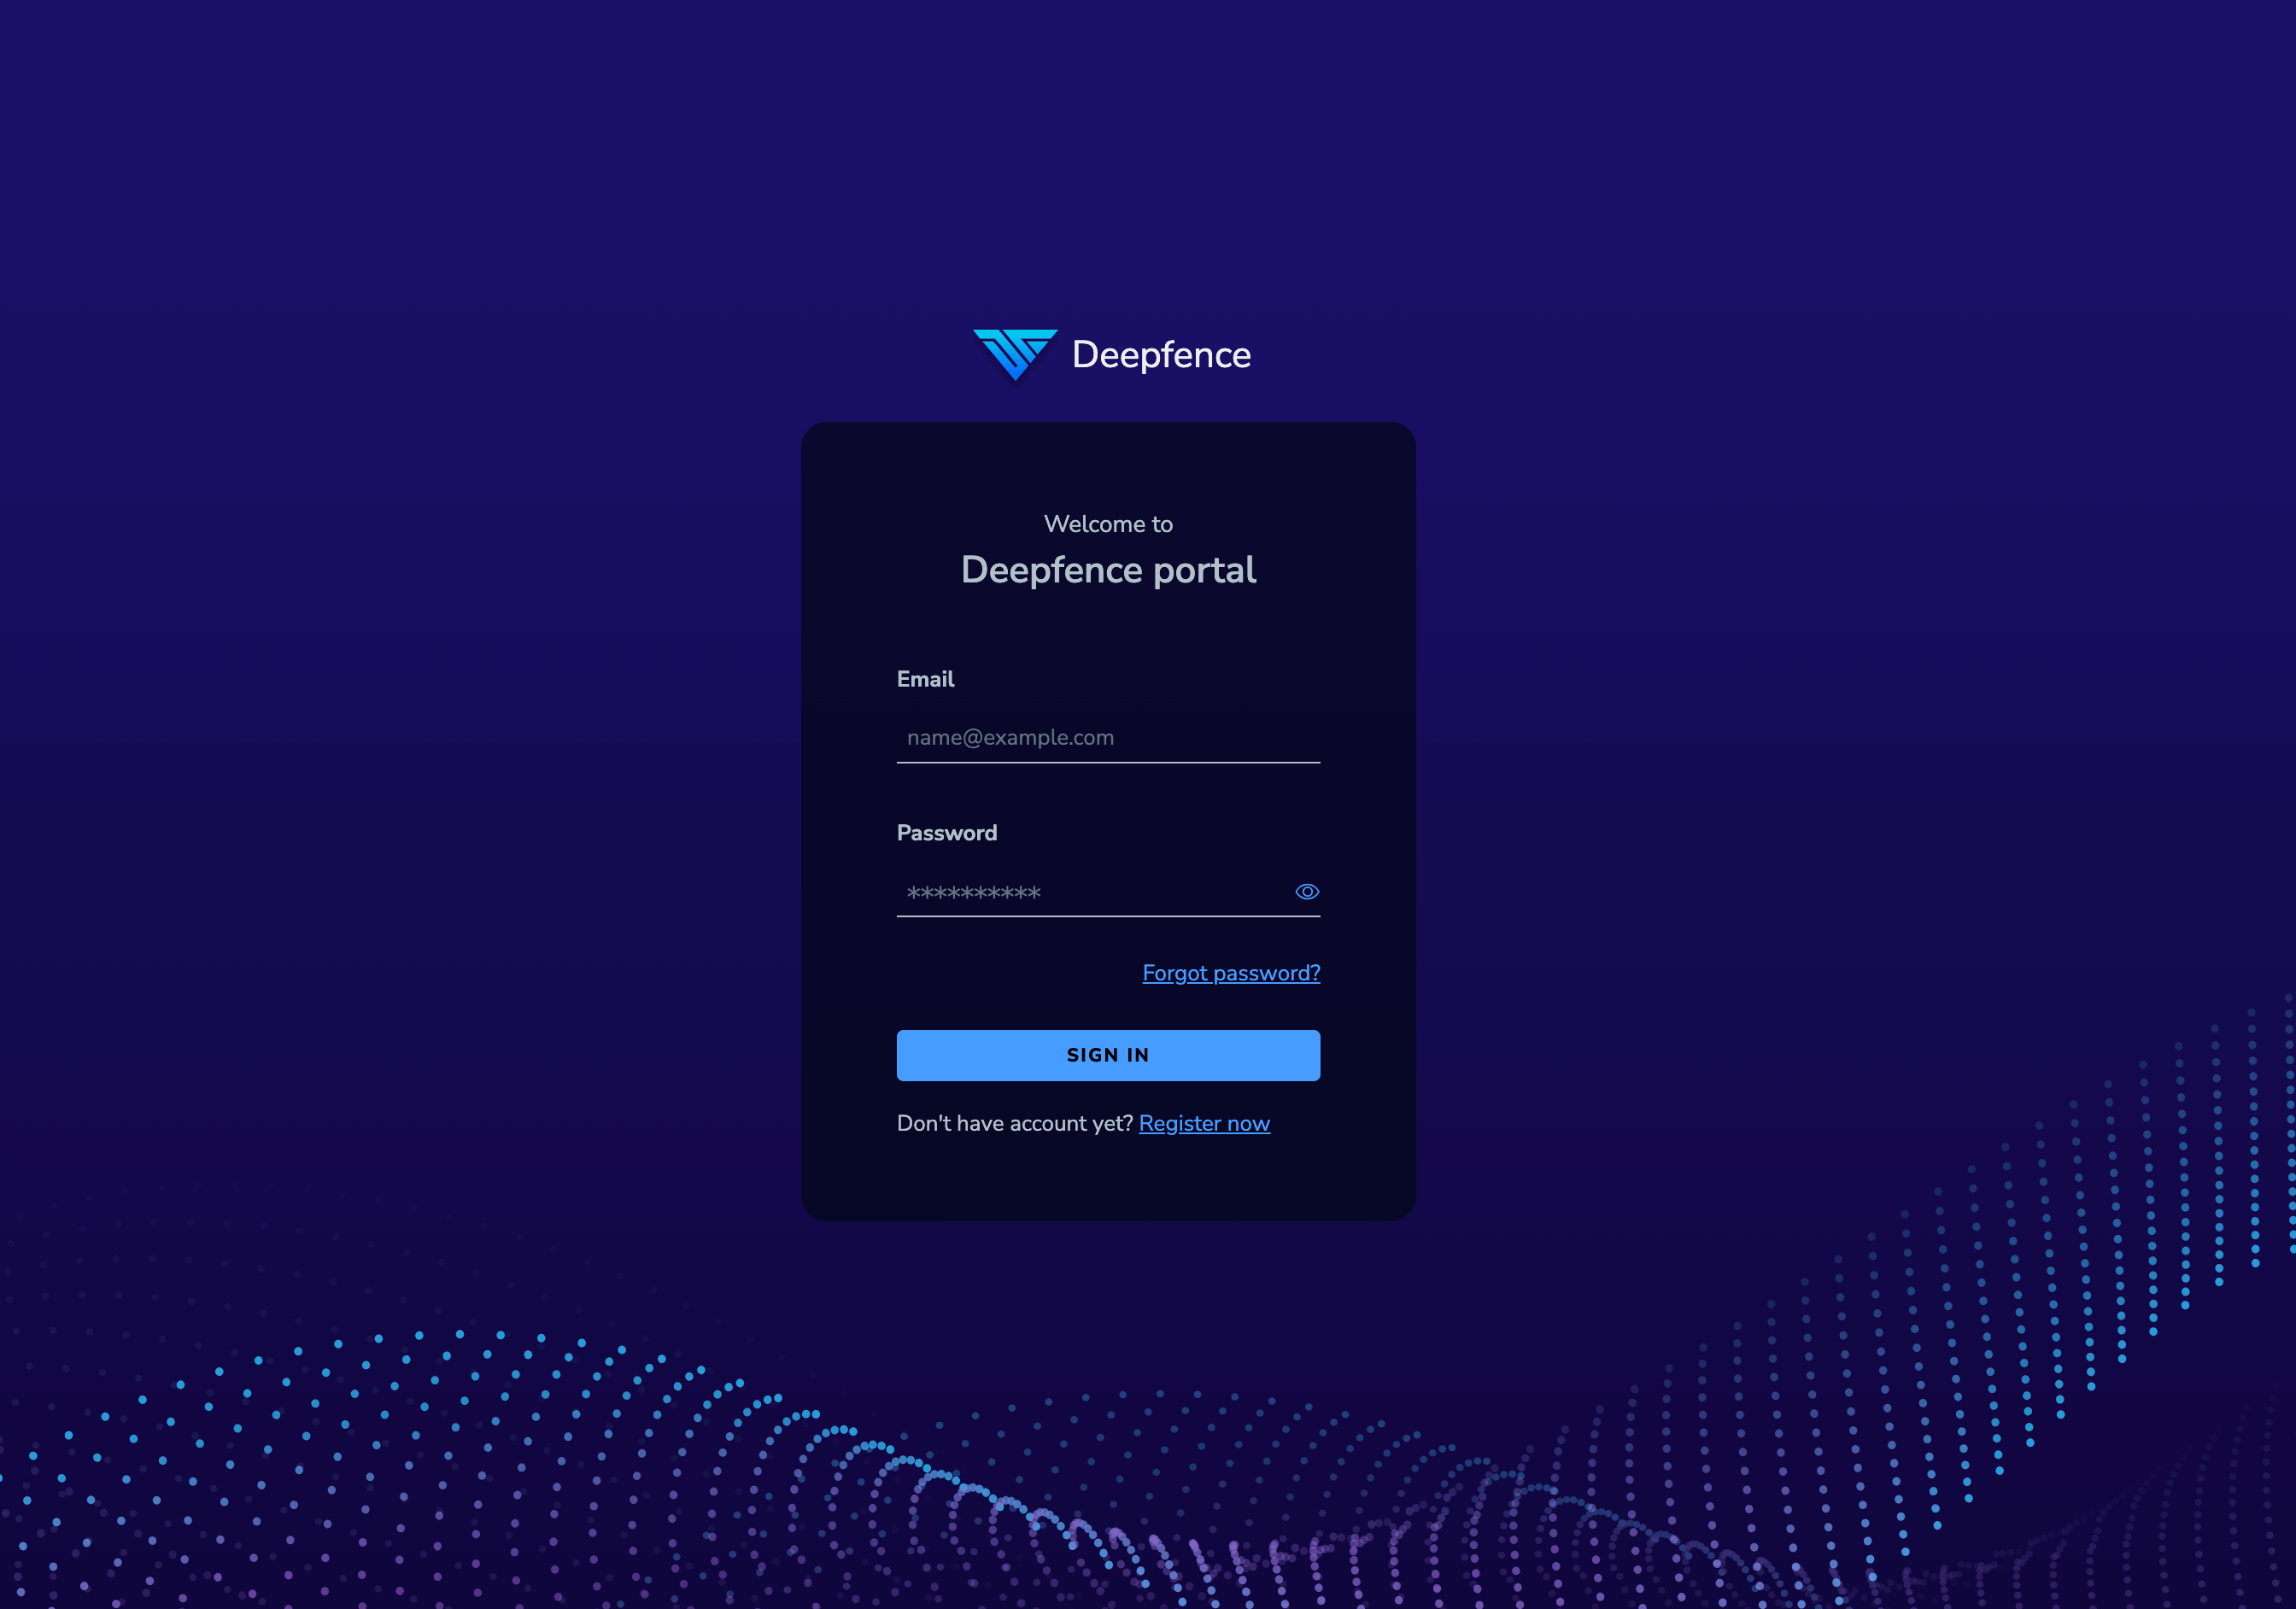 Deepfence
Welcome to
Deepfence portal
Email
name@example.com
Password
**********
Forgot password?
SIGN IN
Don't have account yet? Register now